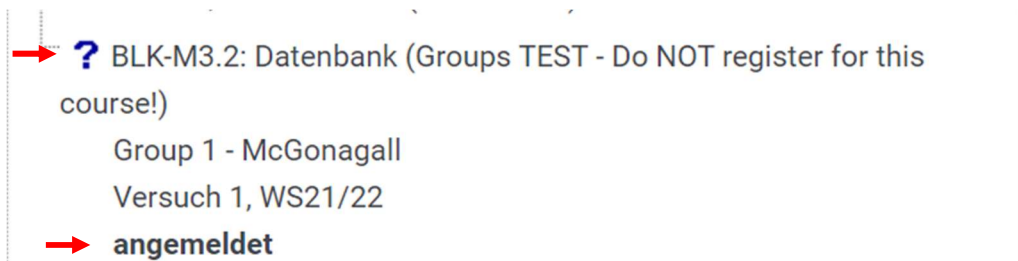 ? BLK-M3.2: Datenbank (Groups TEST - Do NOT register for this
course!)
Group 1 - McGonagall
Versuch 1, WS21/22
angemeldet